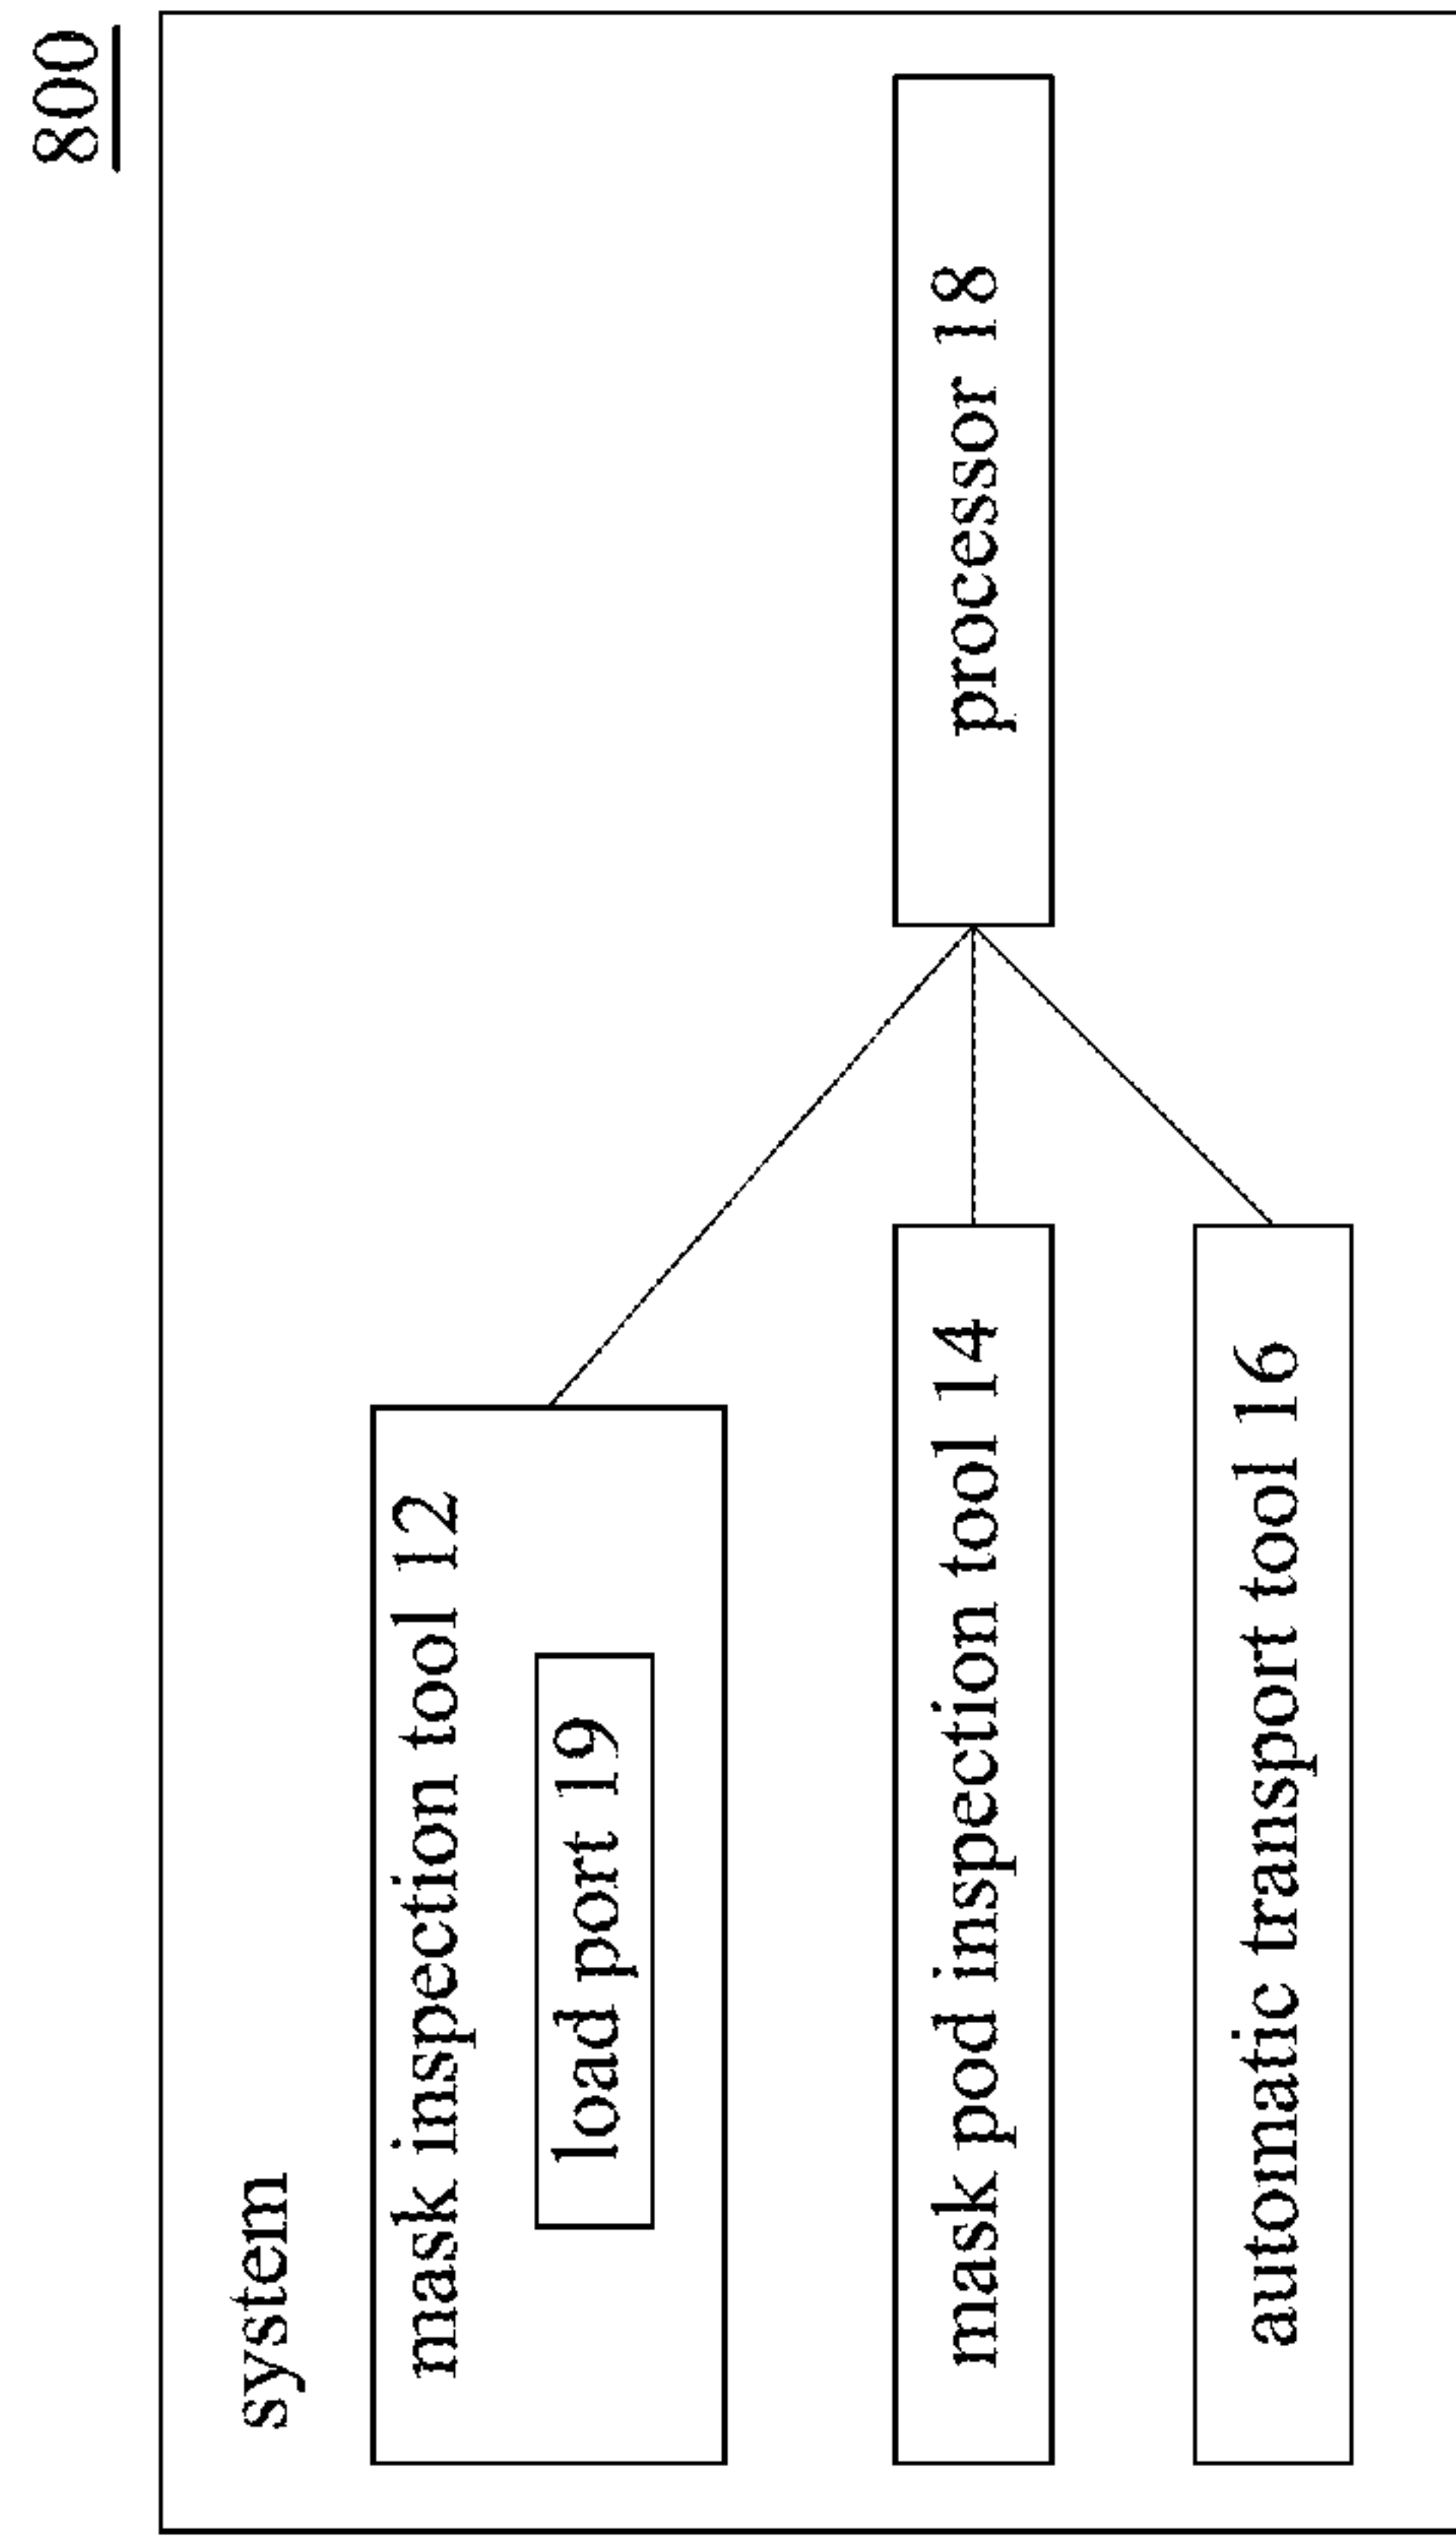 800
system
mask inspection tool 12
load port 19
mask pod inspection tool 14
processor 18
automatic transport tool 16